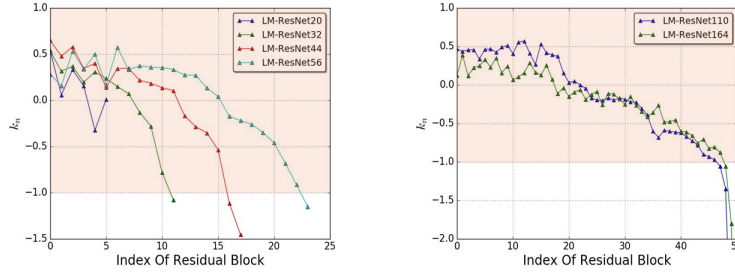 1.0
0.5
0.0
−0.5
−1.0
−1.5
0
5
10
15
20
25
kₙ
Index Of Residual Block
LM-ResNet20
LM-ResNet32
LM-ResNet44
LM-ResNet56
1.0
0.5
0.0
−0.5
−1.0
−1.5
−2.0
0
10
20
30
40
kₙ
Index Of Residual Block
LM-ResNet110
LM-ResNet164